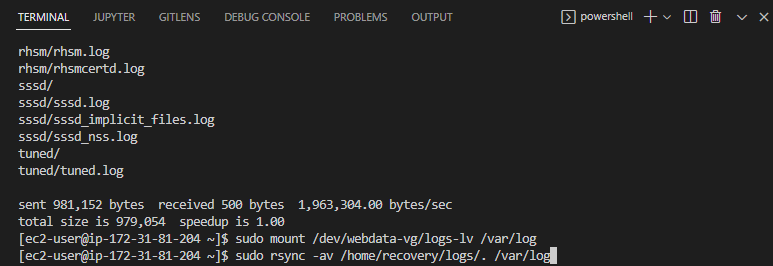 TERMINAL JUPYTER GITLENS DEBUG CONSOLE PROBLEMS OUTPUT powershell
rhsm/rhsm.log
rhsm/rhsmcertd.log
sssd/
sssd/sssd.log
sssd/sssd_implicit_files.log
sssd/sssd_nss.log
tuned/
tuned/tuned.log
sent 981,152 bytes  received 500 bytes  1,963,304.00 bytes/sec
total size is 979,054  speedup is 1.00
[ec2-user@ip-172-31-81-204 ~]$ sudo mount /dev/webdata-vg/logs-lv /var/log
[ec2-user@ip-172-31-81-204 ~]$ sudo rsync -av /home/recovery/logs/. /var/log